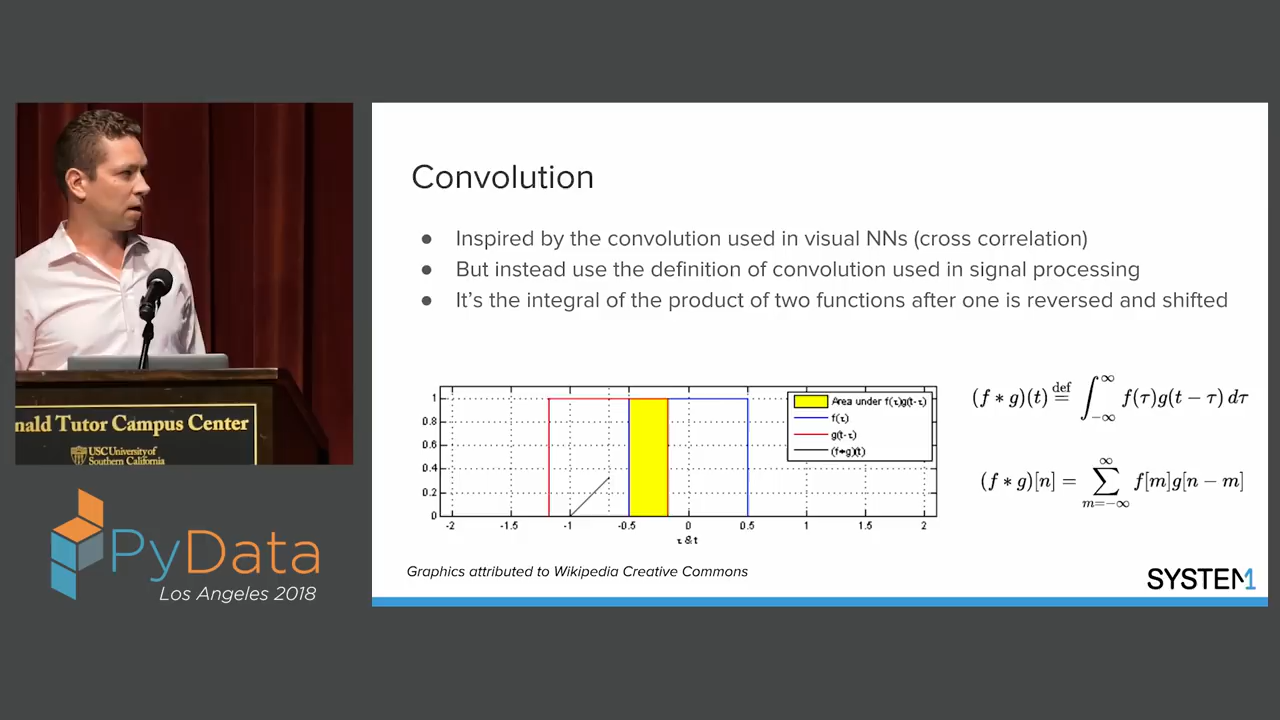 Convolution
● Inspired by the convolution used in visual NNs (cross correlation)
● But instead use the definition of convolution used in signal processing
● It's the integral of the product of two functions after one is reversed and shifted
1
0.8
0.6
0.4
0.2
0
-2 -1.5 -1 -0.5 0 0.5 1 1.5 2
τ & t
Area under f(τ)g(t-τ)
f(τ)
g(t-τ)
(f*g)(t)
(f ∗ g)(t) def= ∫_{-∞}^{∞} f(τ)g(t − τ) dτ
(f ∗ g)[n] = ∑_{m=-∞}^{∞} f[m]g[n − m]
Graphics attributed to Wikipedia Creative Commons
SYSTEM1
nald Tutor Campus Center
USC University of
Southern California
PyData
Los Angeles 2018